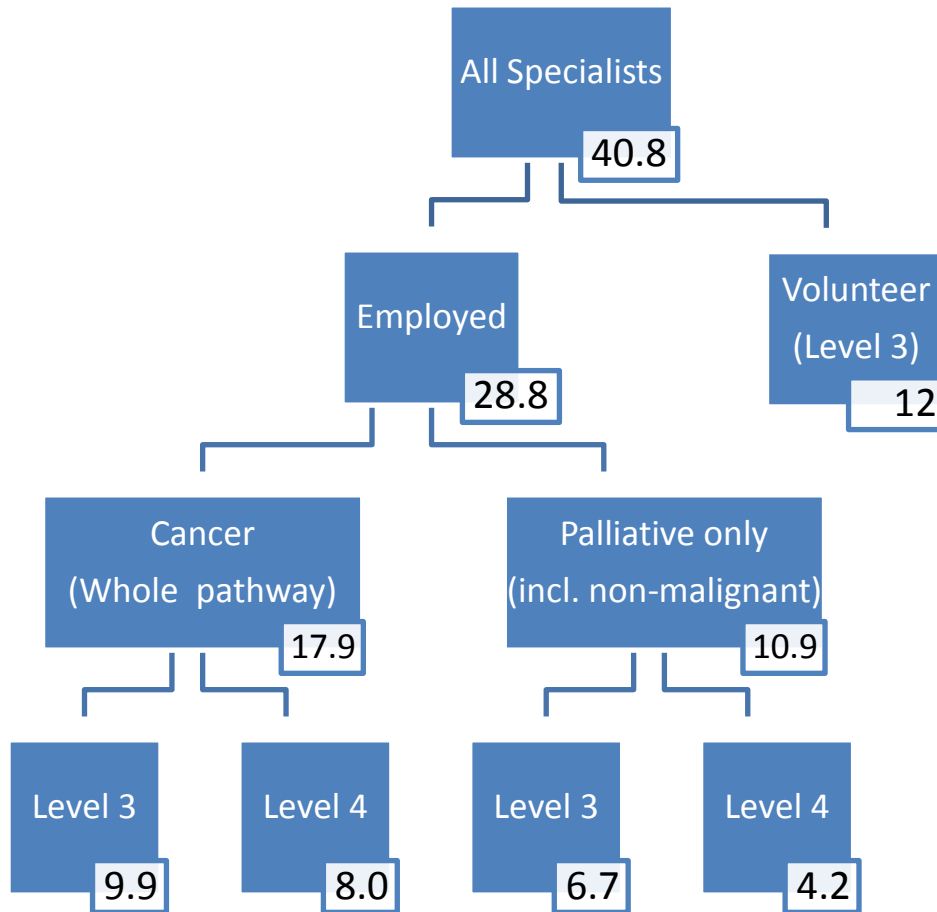 All Specialists
40.8
Employed
28.8
Volunteer
(Level 3)
12
Cancer
(Whole pathway)
17.9
Palliative only
(incl. non-malignant)
10.9
Level 3
9.9
Level 4
8.0
Level 3
6.7
Level 4
4.2